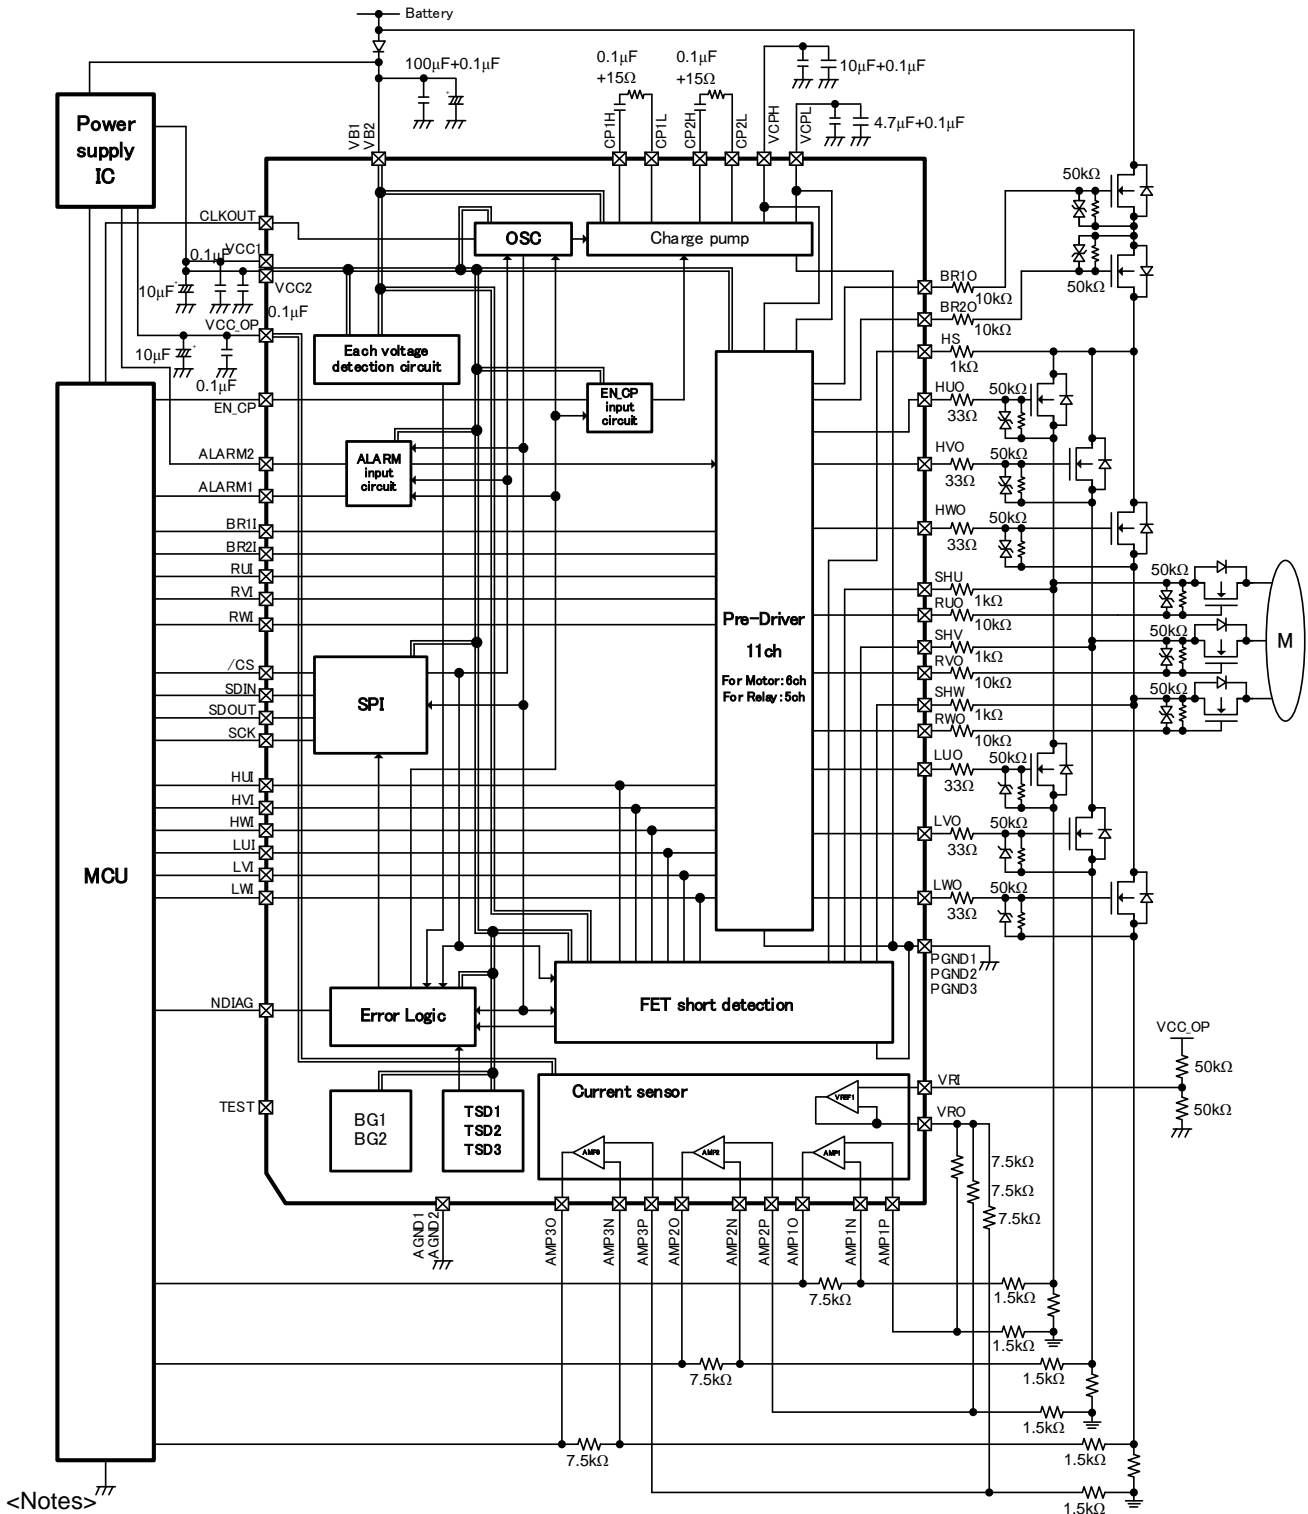 Battery
100μF+0.1μF
0.1μF
+15Ω
0.1μF
+15Ω
10μF+0.1μF
4.7μF+0.1μF
Power
supply
IC
VB1
VB2
CP1H
CP1L
CP2H
CP2L
VCPH
VCPL
CLKOUT
OSC
Charge pump
50kΩ
50kΩ
0.1μF
VCC1
10μF
VCC2
0.1μF
VCC_OP
10μF
0.1μF
BR1O
10kΩ
BR2O
10kΩ
HS
1kΩ
Each voltage
detection circuit
EN_CP
EN_CP
input
circuit
HUO
33Ω
50kΩ
ALARM2
ALARM
input
circuit
ALARM1
HVO
33Ω
50kΩ
BR1I
BR2I
RUI
RVI
RWI
HWO
33Ω
50kΩ
Pre-Driver
11ch
For Motor:6ch
For Relay:5ch
SHU
1kΩ
RUO
10kΩ
50kΩ
SHV
1kΩ
RVO
10kΩ
50kΩ
SHW
1kΩ
RWO
10kΩ
50kΩ
M
/CS
SDIN
SDOUT
SCK
SPI
HUI
HVI
HWI
LUI
LVI
LWI
MCU
LUO
33Ω
50kΩ
LVO
33Ω
50kΩ
LWO
33Ω
50kΩ
PGND1
PGND2
PGND3
NDIAG
Error Logic
FET short detection
VCC_OP
50kΩ
50kΩ
TEST
BG1
BG2
TSD1
TSD2
TSD3
Current sensor
VREF1
VRI
VRO
AMP3
AMP2
AMP1
7.5kΩ
7.5kΩ
7.5kΩ
AGND1
AGND2
AMP3O
AMP3N
AMP3P
AMP2O
AMP2N
AMP2P
AMP1O
AMP1N
AMP1P
7.5kΩ
1.5kΩ
1.5kΩ
7.5kΩ
1.5kΩ
1.5kΩ
7.5kΩ
1.5kΩ
1.5kΩ
<Notes>